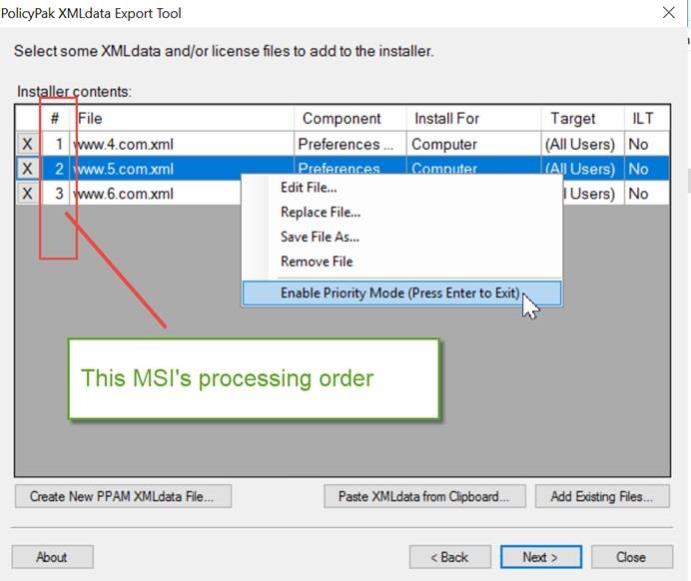 PolicyPak XMLdata Export Tool
Select some XMLdata and/or license files to add to the installer.
Installer contents:
# File Component Install For Target ILT
X 1 www.4.com.xml Preferences ... Computer (All Users) No
X 2 www.5.com.xml Preferences Computer (All Users) No
X 3 www.6.com.xml Users) No
Edit File...
Replace File...
Save File As...
Remove File
Enable Priority Mode (Press Enter to Exit)
This MSI's processing order
Create New PPAM XMLdata File... Paste XMLdata from Clipboard... Add Existing Files...
About < Back Next > Close